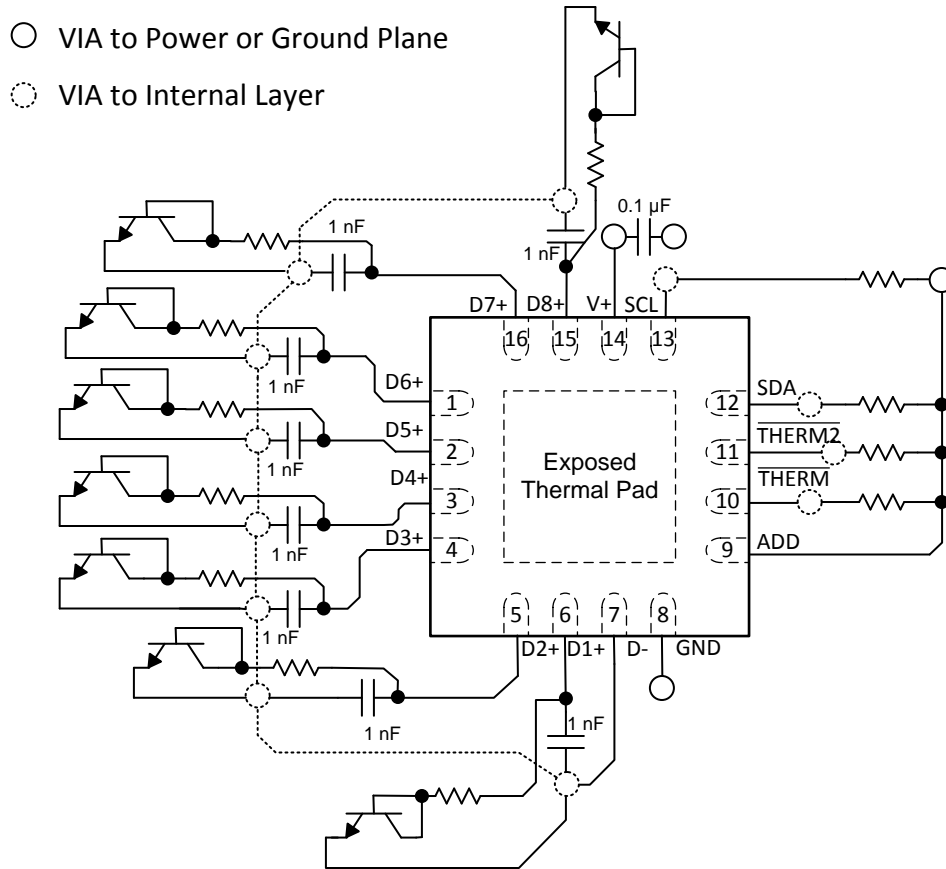 VIA to Power or Ground Plane
VIA to Internal Layer
0.1 µF
1 nF
1 nF
D7+
D8+
V+
SCL
16
15
14
13
1 nF
D6+
1
12
SDA
D5+
2
11
THERM2
1 nF
Exposed
Thermal Pad
D4+
3
10
THERM
1 nF
D3+
4
9
ADD
1 nF
5
6
7
8
D2+
D1+
D-
GND
1 nF
1 nF